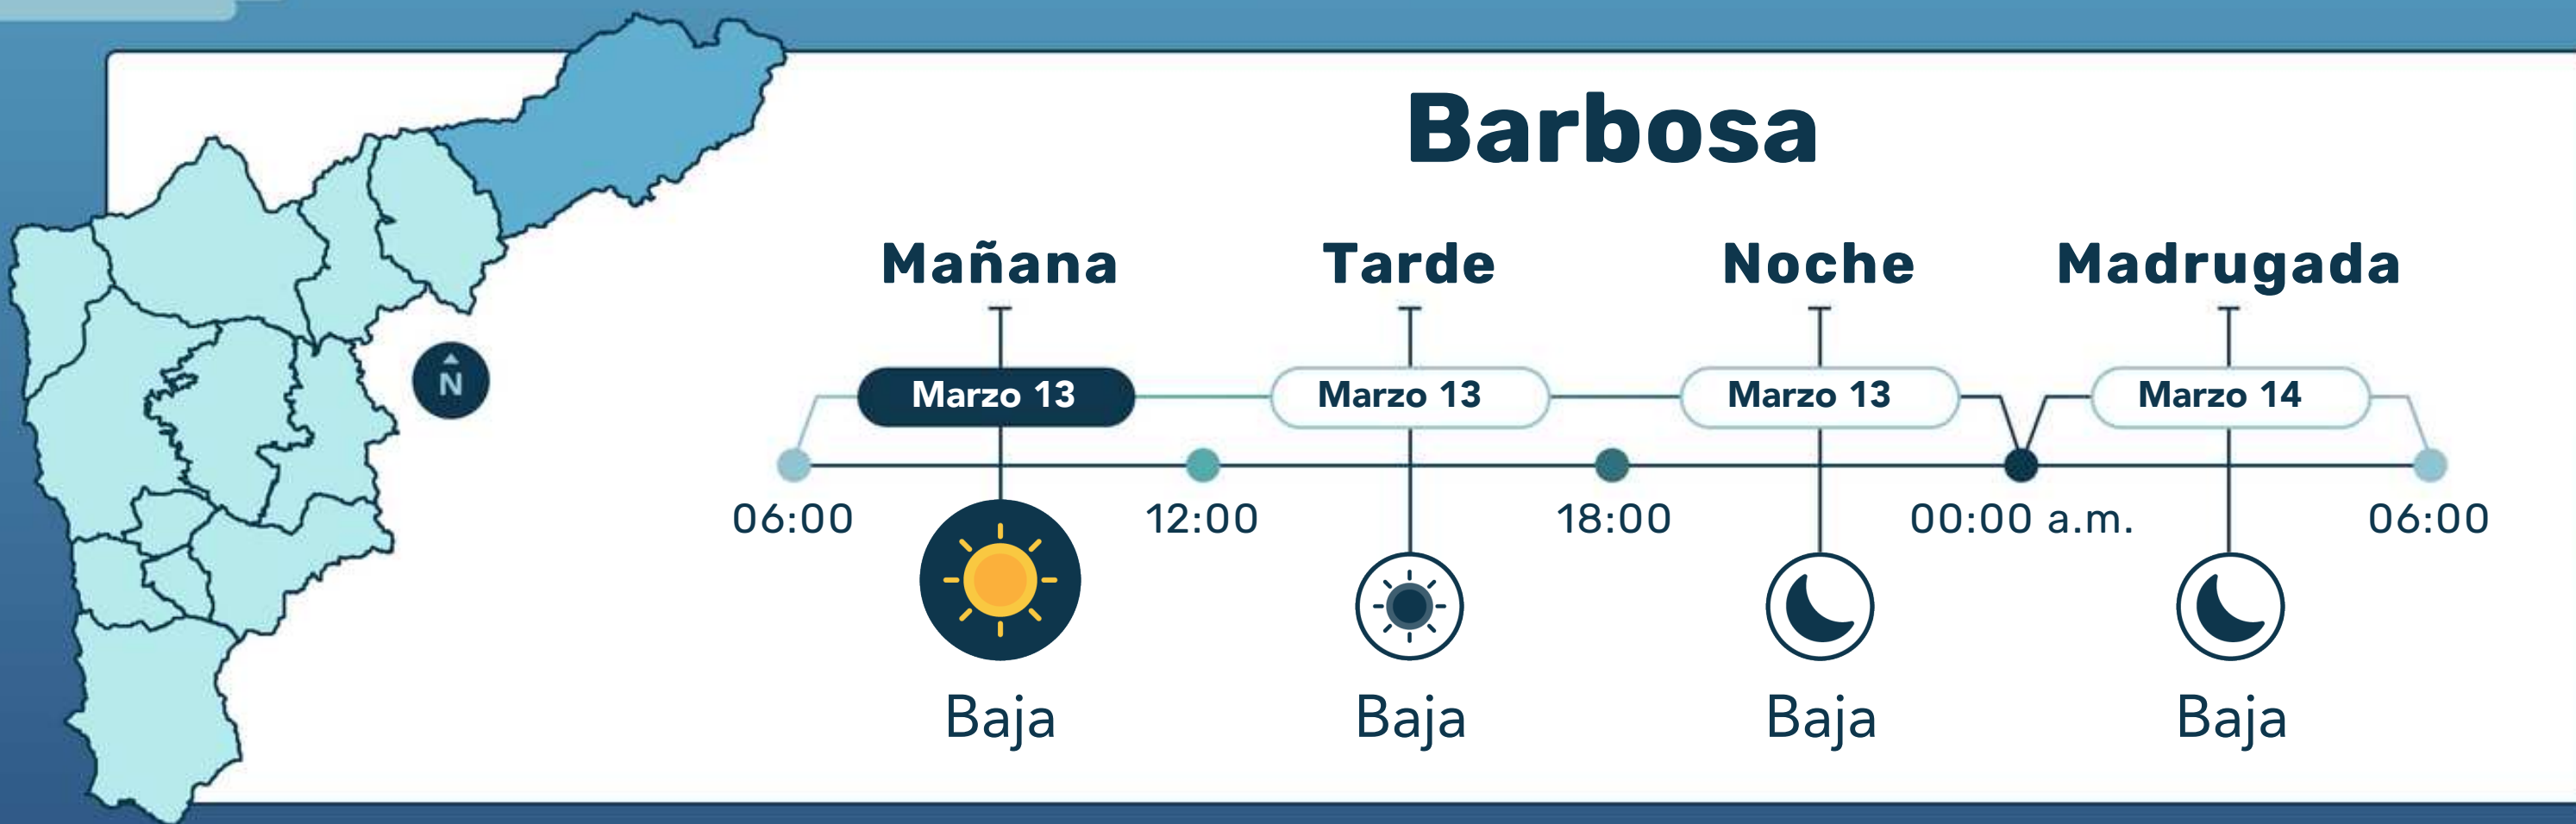 Barbosa
Mañana Tarde Noche Madrugada
N
Marzo 13 Marzo 13 Marzo 13 Marzo 14
06:00 12:00 18:00 00:00 a.m. 06:00
Baja Baja Baja Baja